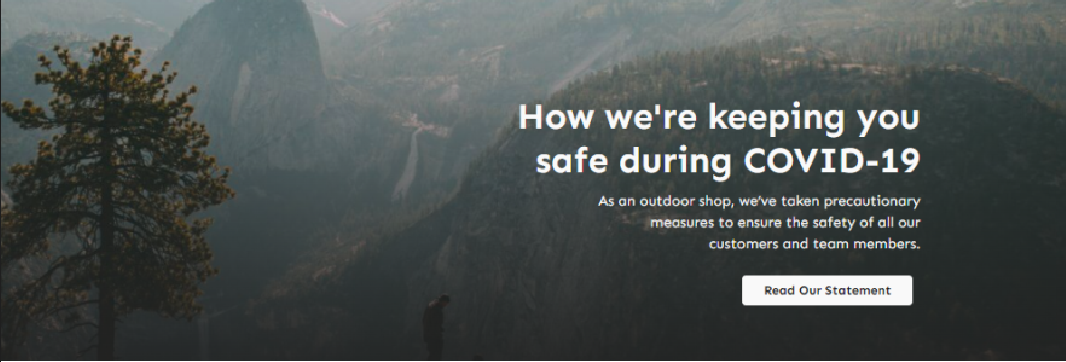 How we're keeping you
safe during COVID-19
As an outdoor shop, we've taken precautionary
measures to ensure the safety of all our
customers and team members.
Read Our Statement